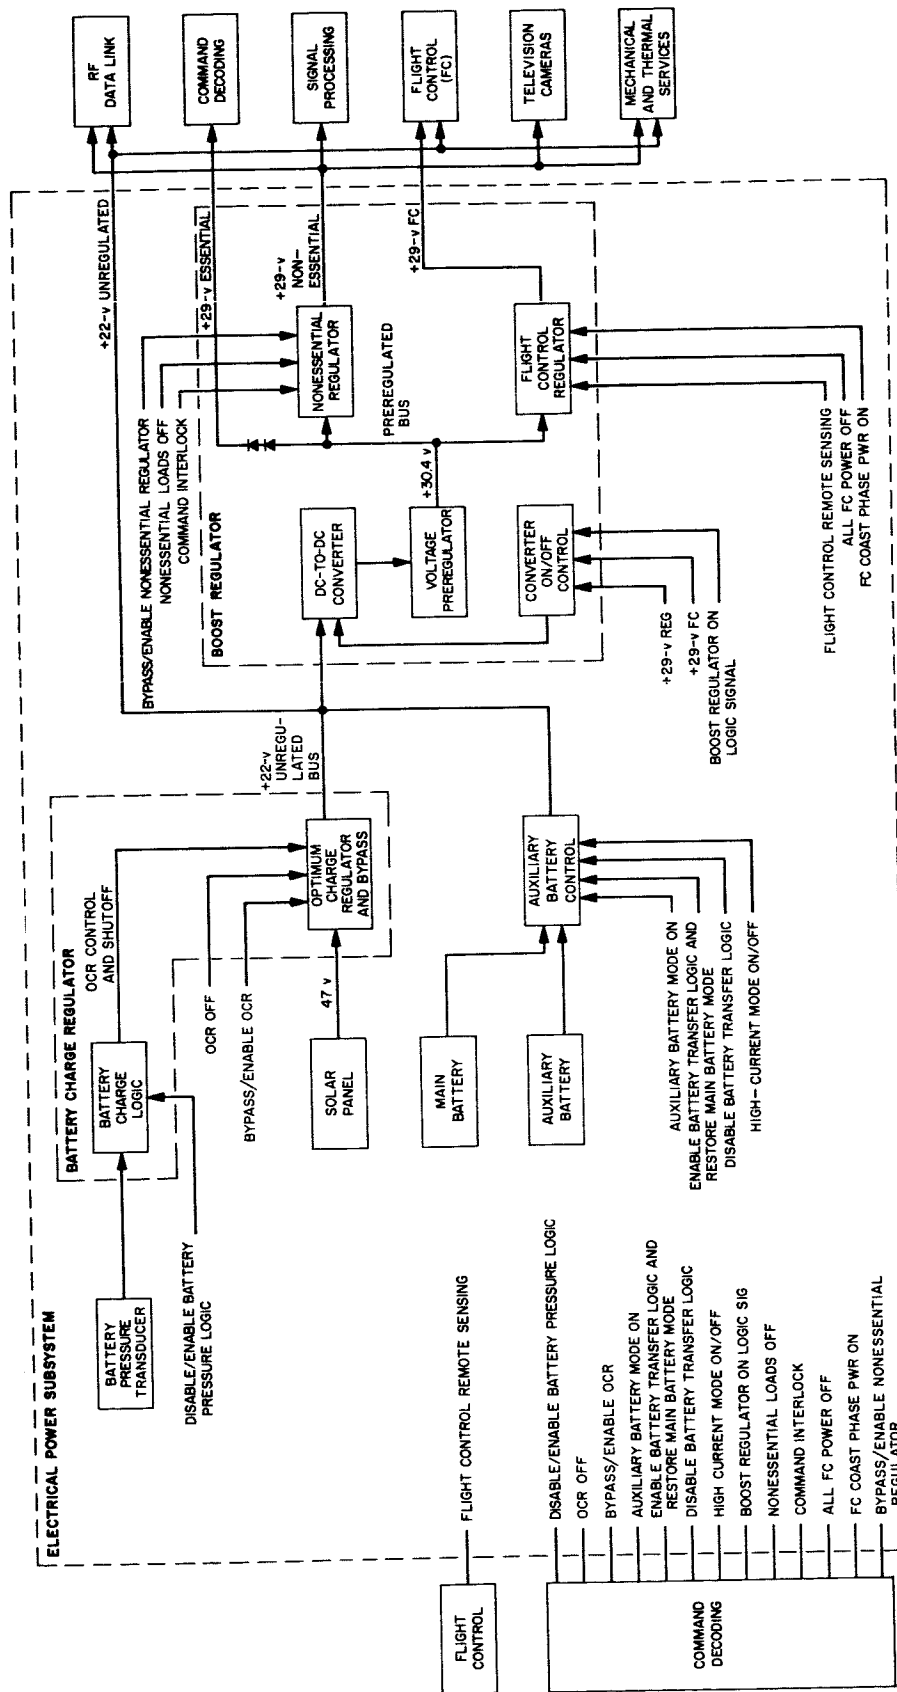 ELECTRICAL POWER SUBSYSTEM
BATTERY
PRESSURE
TRANSDUCER
DISABLE/ENABLE BATTERY
PRESSURE LOGIC
BATTERY CHARGE REGULATOR
BATTERY
CHARGE
LOGIC
OCR CONTROL
AND SHUTOFF
OCR OFF
BYPASS/ENABLE OCR
SOLAR
PANEL
47 v
OPTIMUM
CHARGE
REGULATOR
AND BYPASS
MAIN
BATTERY
AUXILIARY
BATTERY
AUXILIARY
BATTERY
CONTROL
AUXILIARY BATTERY MODE ON
ENABLE BATTERY TRANSFER LOGIC AND
RESTORE MAIN BATTERY MODE
DISABLE BATTERY TRANSFER LOGIC
HIGH-CURRENT MODE ON/OFF
+22-v
UNREGU-
LATED
BUS
+22-v UNREGULATED
BYPASS/ENABLE NONESSENTIAL REGULATOR
NONESSENTIAL LOADS OFF
COMMAND INTERLOCK
BOOST REGULATOR
DC-TO-DC
CONVERTER
VOLTAGE
PREREGULATOR
CONVERTER
ON/OFF
CONTROL
+29-v REG
+29-v FC
BOOST REGULATOR ON
LOGIC SIGNAL
+30.4 v
PREREGULATED
BUS
NONESSENTIAL
REGULATOR
FLIGHT
CONTROL
REGULATOR
FLIGHT CONTROL REMOTE SENSING
ALL FC POWER OFF
FC COAST PHASE PWR ON
+29-v ESSENTIAL
+29-v
NON-
ESSENTIAL
+29-v FC
RF
DATA LINK
COMMAND
DECODING
SIGNAL
PROCESSING
FLIGHT
CONTROL
(FC)
TELEVISION
CAMERAS
MECHANICAL
AND THERMAL
SERVICES
FLIGHT
CONTROL
FLIGHT CONTROL REMOTE SENSING
COMMAND
DECODING
DISABLE/ENABLE BATTERY PRESSURE LOGIC
OCR OFF
BYPASS/ENABLE OCR
AUXILIARY BATTERY MODE ON
ENABLE BATTERY TRANSFER LOGIC AND
RESTORE MAIN BATTERY MODE
DISABLE BATTERY TRANSFER LOGIC
HIGH CURRENT MODE ON/OFF
BOOST REGULATOR ON LOGIC SIG
NONESSENTIAL LOADS OFF
COMMAND INTERLOCK
ALL FC POWER OFF
FC COAST PHASE PWR ON
BYPASS/ENABLE NONESSENTIAL
REGULATOR